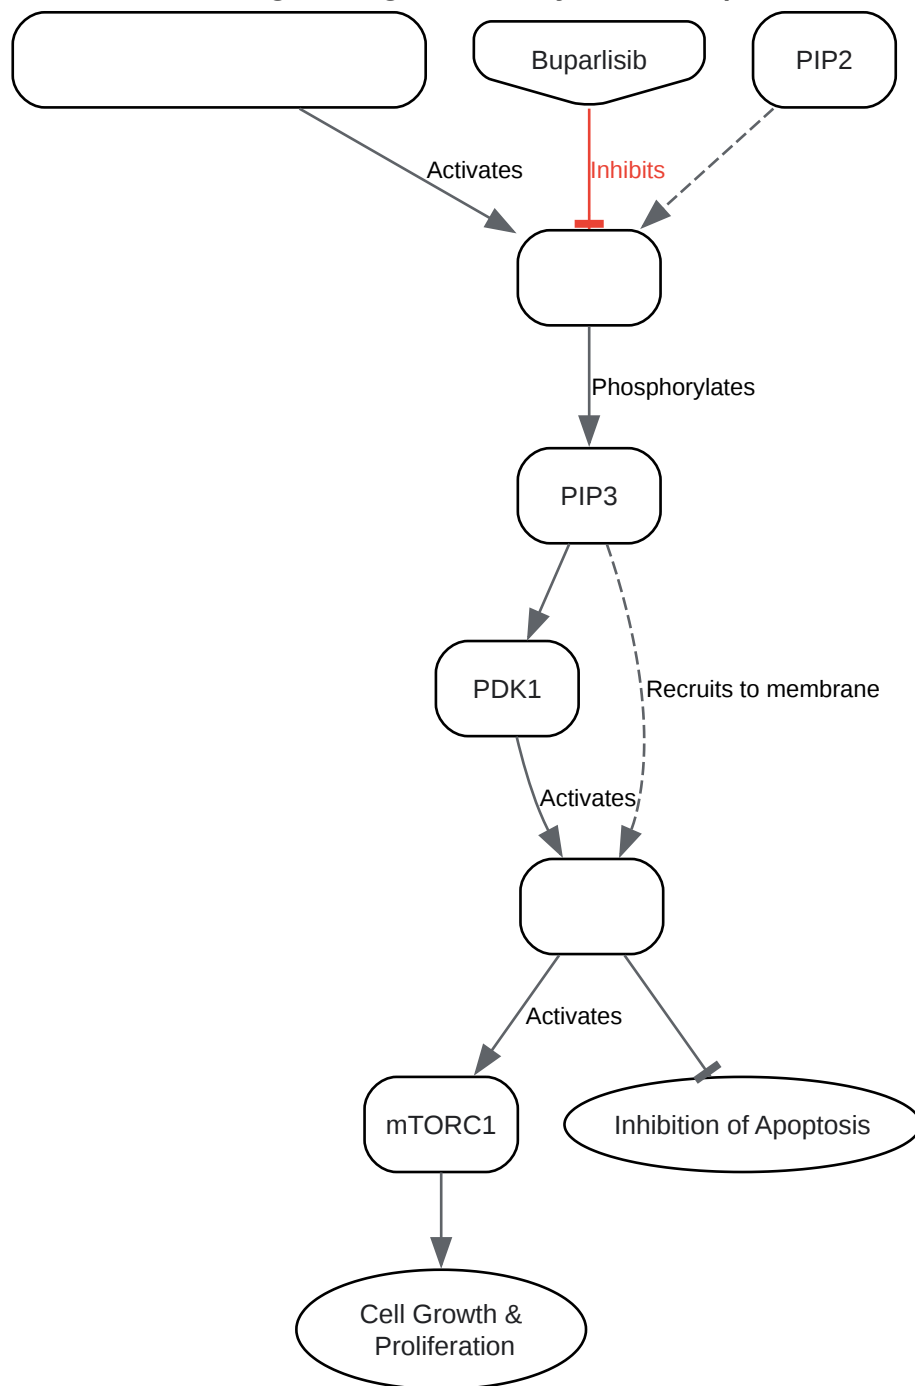 Buparlisib
PIP2
Activates
Inhibits
Phosphorylates
PIP3
PDK1
Recruits to membrane
Activates
Activates
mTORC1
Inhibition of Apoptosis
Cell Growth &
Proliferation